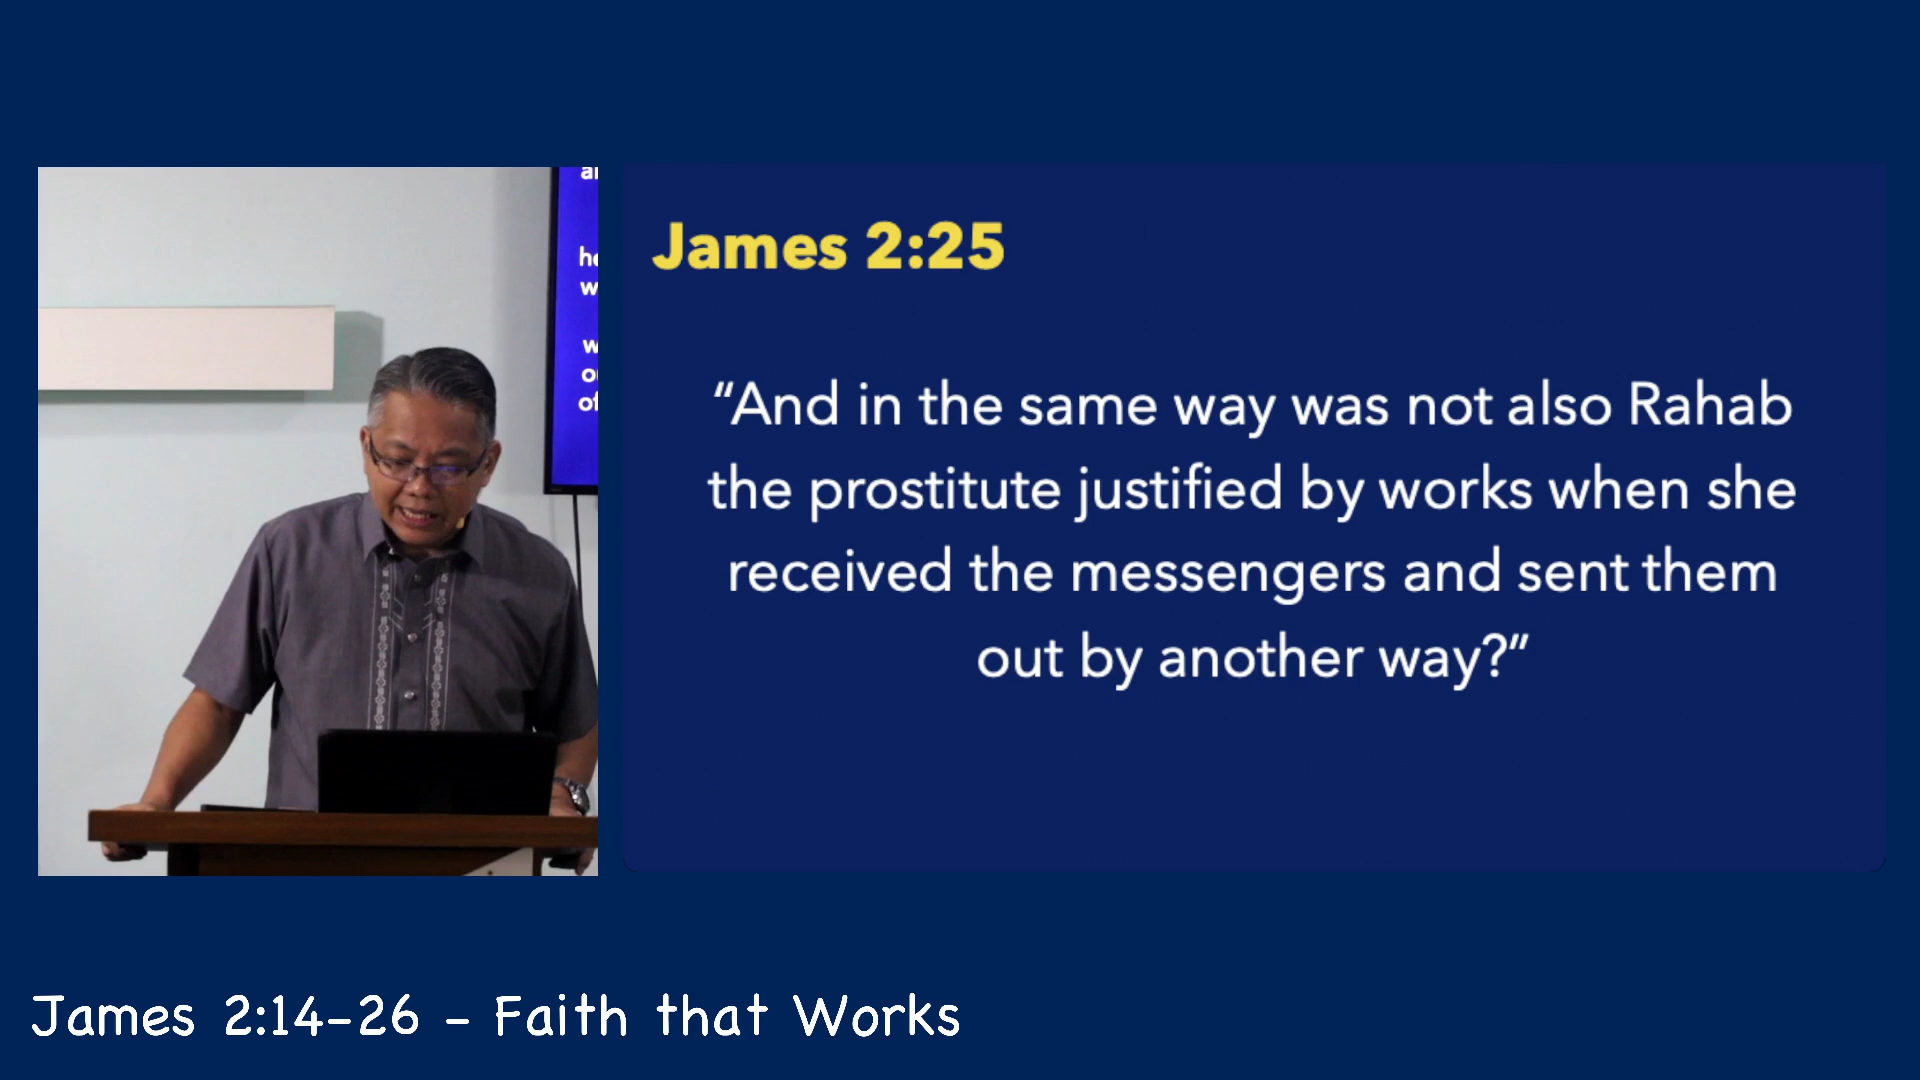 James 2:25
“And in the same way was not also Rahab
the prostitute justified by works when she
received the messengers and sent them
out by another way?”
James 2:14-26 - Faith that Works